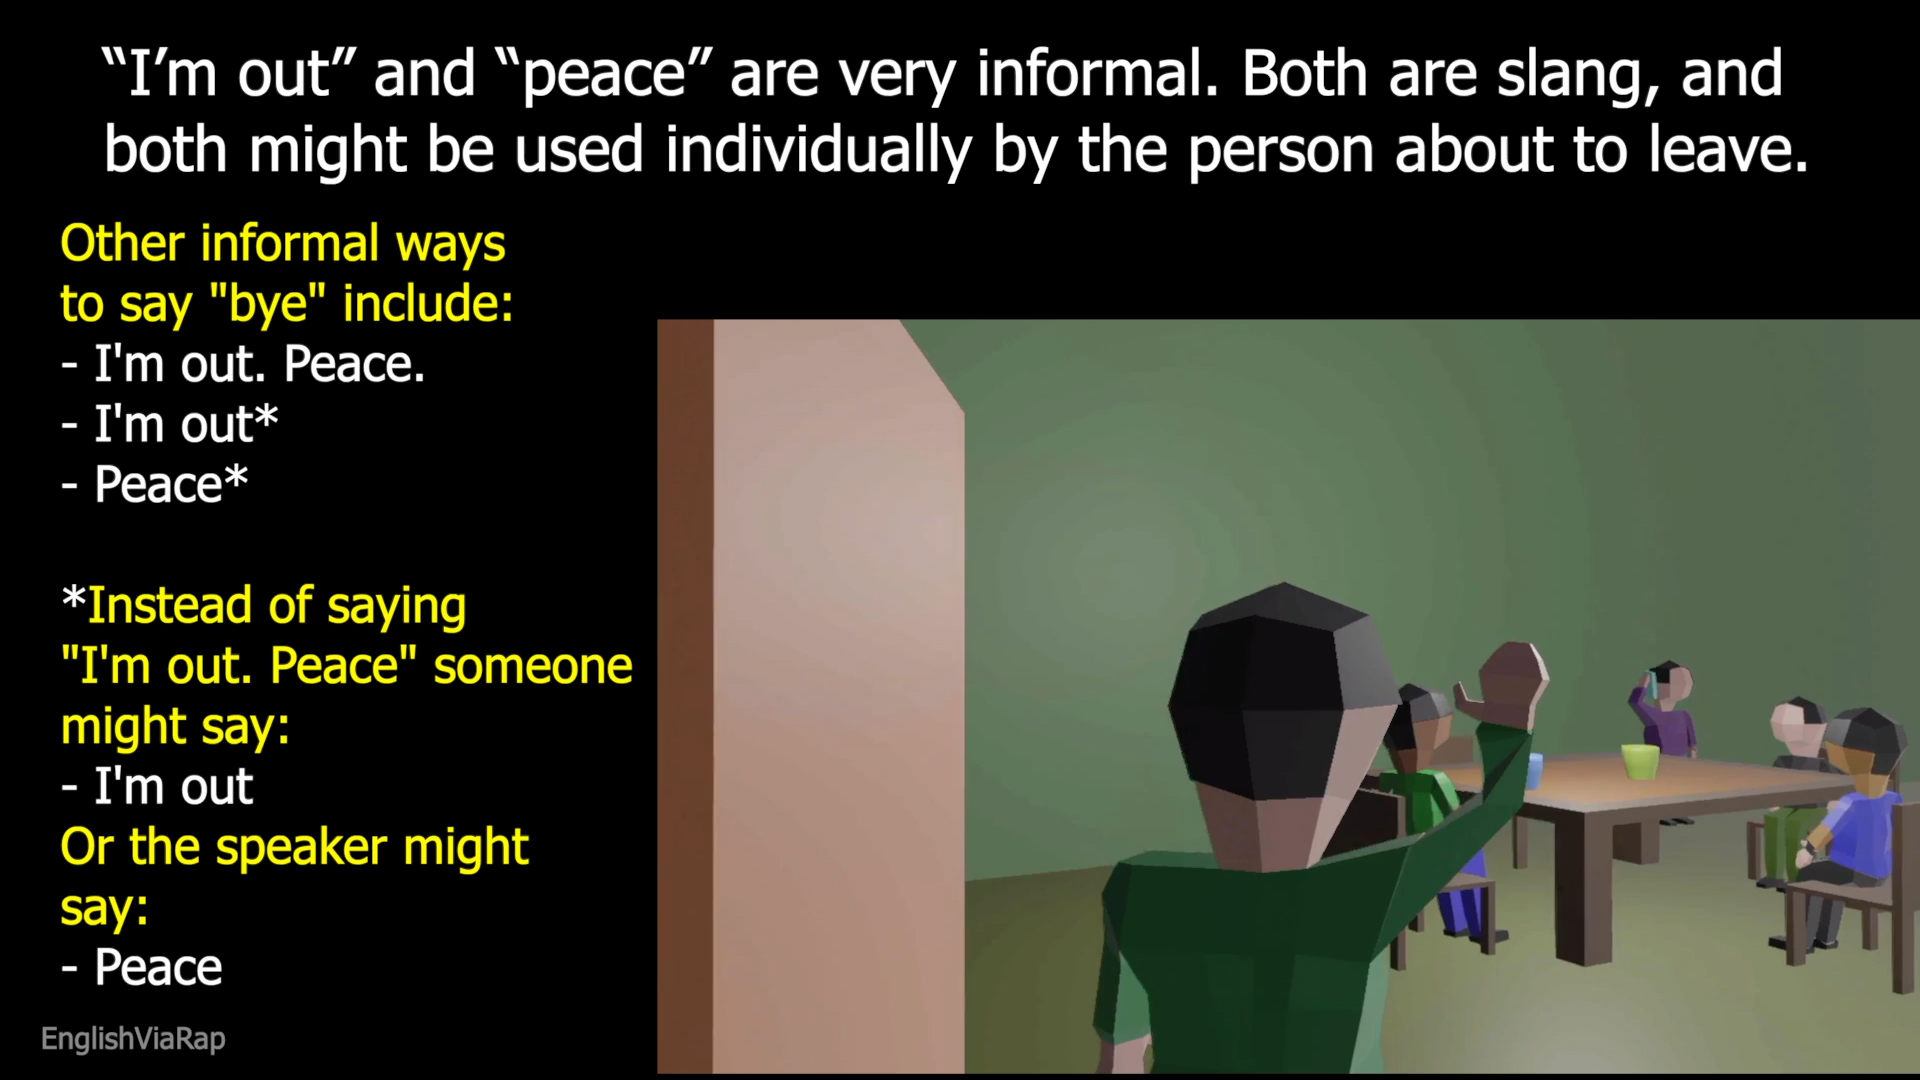 “I’m out” and “peace” are very informal. Both are slang, and
both might be used individually by the person about to leave.
Other informal ways
to say "bye" include:
- I'm out. Peace.
- I'm out*
- Peace*
*Instead of saying
"I'm out. Peace" someone
might say:
- I'm out
Or the speaker might
say:
- Peace
EnglishViaRap